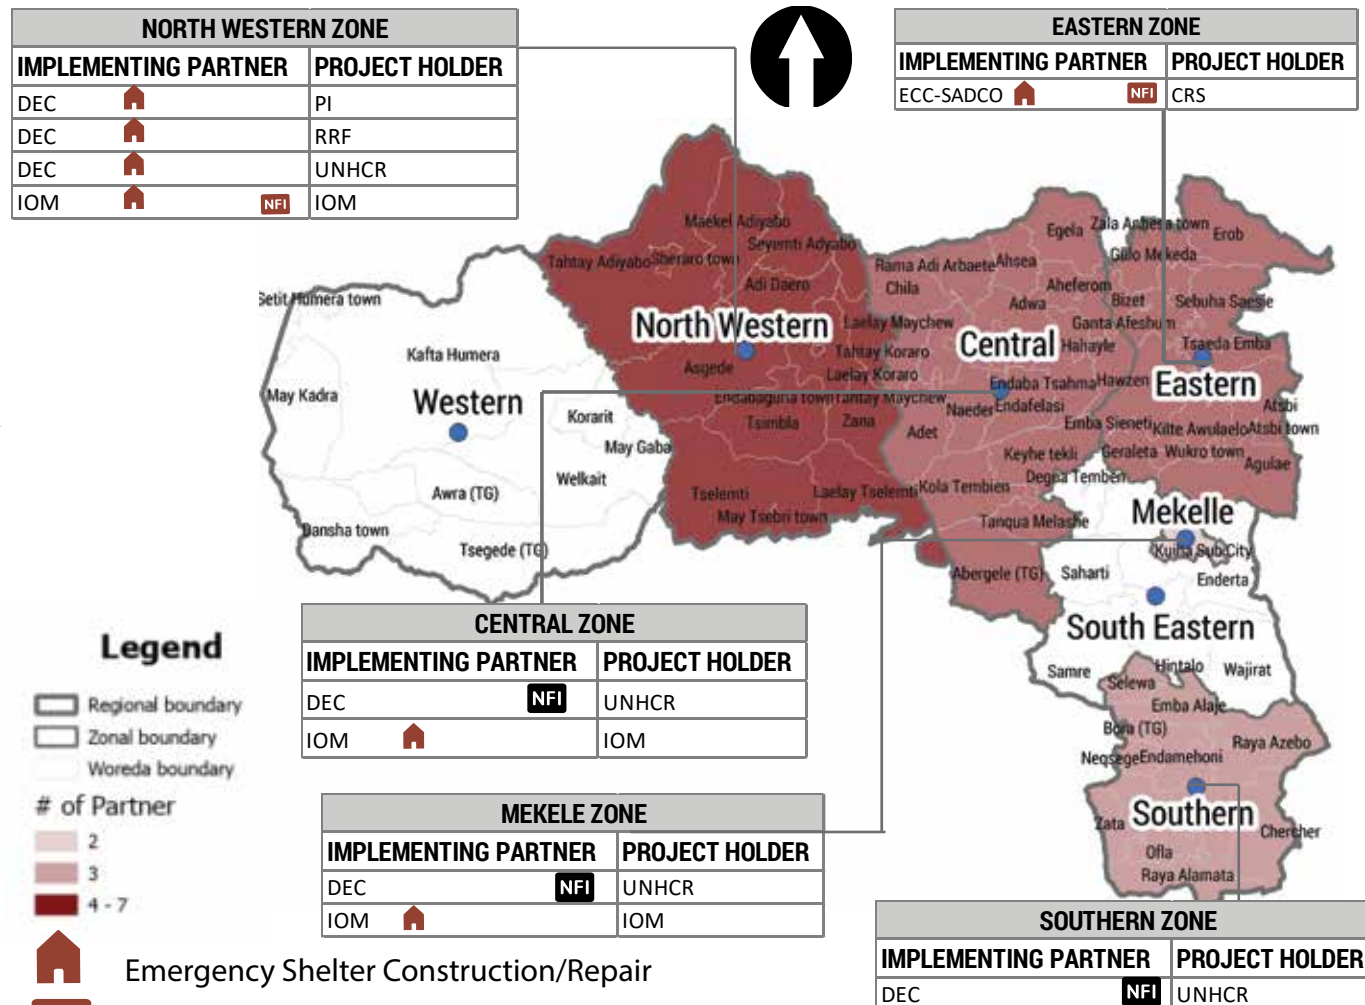 NORTH WESTERN ZONE
IMPLEMENTING PARTNER PROJECT HOLDER
DEC PI
DEC RRF
DEC UNHCR
IOM NFI IOM
EASTERN ZONE
IMPLEMENTING PARTNER PROJECT HOLDER
ECC-SADCO NFI CRS
Maekel Adiyabo
Seyemti Adyabo
Tahtay Adiyabo
Sheraro town
Adi Daero
North Western
Asgede
Laelay Maychew
Tahtay Koraro
Laelay Koraro
Endabaguna town
Tahtay Maychew
Tsimbla
Zana
Tselemti
Laelay Tselemti
May Tsebri town
Setit Humera town
Kafta Humera
May Kadra
Western
Korarit
May Gaba
Welkait
Awra (TG)
Dansha town
Tsegede (TG)
Egela
Rama Adi Arbaete
Ahsea
Chila
Adwa
Aheferom
Central
Hahayle
Endaba Tsahma
Naeder
Endafelasi
Adet
Emba Sieneti
Keyhe tekli
Degua Temben
Kola Tembien
Tanqua Melashe
Abergele (TG)
Zala Anbesa town
Erob
Gulo Mekeda
Bizet
Sebuha Saesie
Ganta Afeshum
Tsaeda Emba
Hawzen
Eastern
Atsbi
Kilte Awulaelo
Atsbi town
Geraleta
Wukro town
Agulae
Mekelle
Kuiha Sub City
Saharti
Enderta
South Eastern
Samre
Hintalo
Wajirat
Selewa
Emba Alaje
Bora (TG)
Raya Azebo
Neqsege
Endamehoni
Southern
Zata
Chercher
Ofla
Raya Alamata
CENTRAL ZONE
IMPLEMENTING PARTNER PROJECT HOLDER
DEC NFI UNHCR
IOM IOM
MEKELE ZONE
IMPLEMENTING PARTNER PROJECT HOLDER
DEC NFI UNHCR
IOM IOM
SOUTHERN ZONE
IMPLEMENTING PARTNER PROJECT HOLDER
DEC NFI UNHCR
Legend
Regional boundary
Zonal boundary
Woreda boundary
# of Partner
2
3
4 - 7
Emergency Shelter Construction/Repair